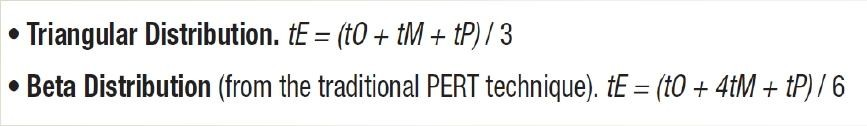 • Triangular Distribution. tE = (tO + tM + tP) / 3
• Beta Distribution (from the traditional PERT technique). tE = (tO + 4tM + tP) / 6